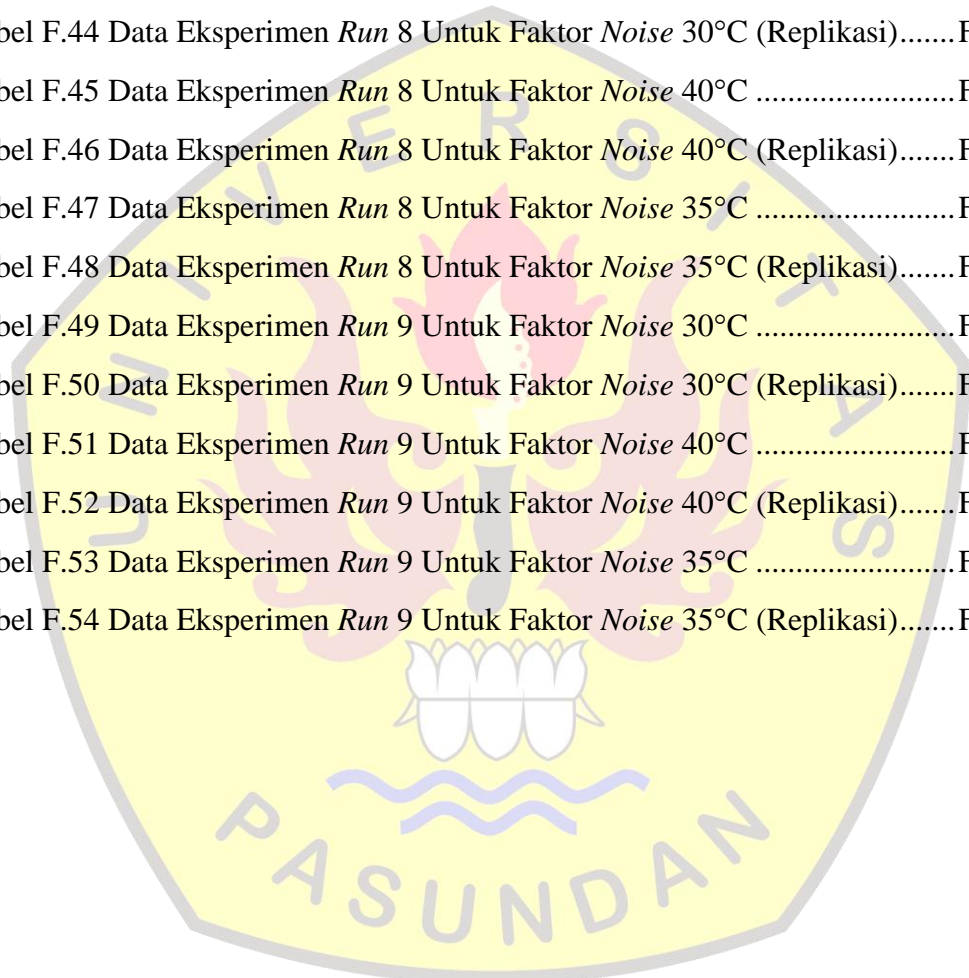 bel F.44 Data Eksperimen Run 8 Untuk Faktor Noise 30°C (Replikasi).......F
bel F.45 Data Eksperimen Run 8 Untuk Faktor Noise 40°C .........................F
bel F.46 Data Eksperimen Run 8 Untuk Faktor Noise 40°C (Replikasi).......F
bel F.47 Data Eksperimen Run 8 Untuk Faktor Noise 35°C .........................F
bel F.48 Data Eksperimen Run 8 Untuk Faktor Noise 35°C (Replikasi).......F
bel F.49 Data Eksperimen Run 9 Untuk Faktor Noise 30°C .........................F
bel F.50 Data Eksperimen Run 9 Untuk Faktor Noise 30°C (Replikasi).......F
bel F.51 Data Eksperimen Run 9 Untuk Faktor Noise 40°C .........................F
bel F.52 Data Eksperimen Run 9 Untuk Faktor Noise 40°C (Replikasi).......F
bel F.53 Data Eksperimen Run 9 Untuk Faktor Noise 35°C .........................F
bel F.54 Data Eksperimen Run 9 Untuk Faktor Noise 35°C (Replikasi).......F
UNIVERSITAS
PASUNDAN